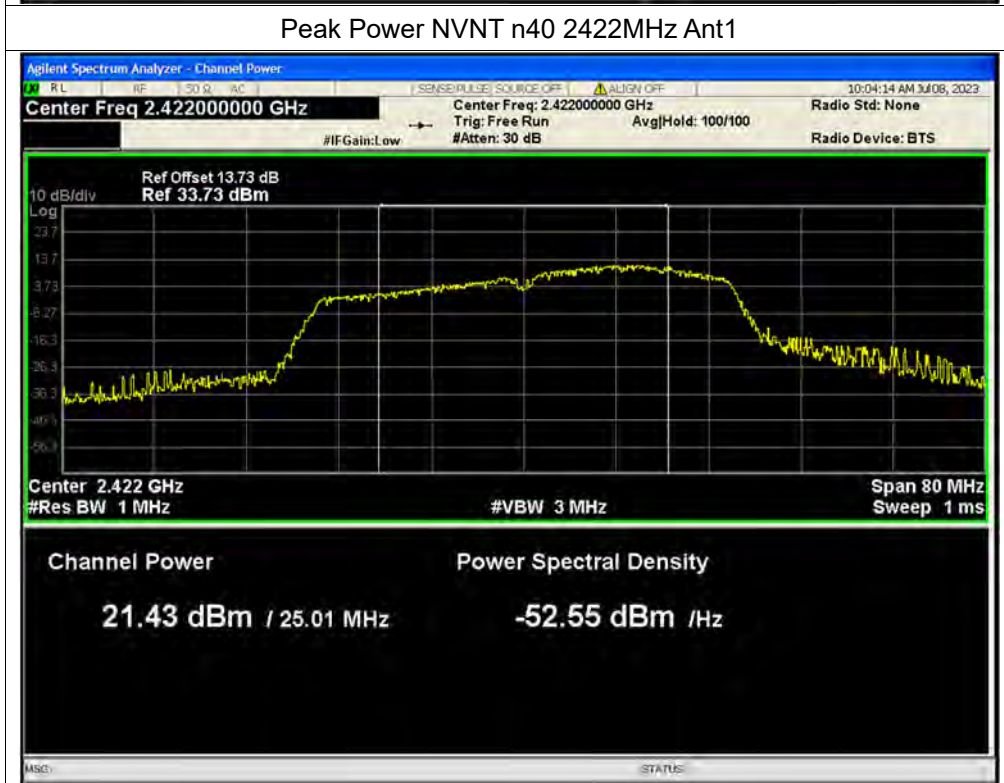 Peak Power NVNT n40 2422MHz Ant1
Agilent Spectrum Analyzer - Channel Power
RL RF 50 Ω AC SENSE:PULSE SOURCE OFF ALIGN OFF 10:04:14 AM Jul 08, 2023
Center Freq 2.422000000 GHz Center Freq: 2.422000000 GHz Radio Std: None
Trig: Free Run Avg|Hold: 100/100
#IFGain:Low #Atten: 30 dB Radio Device: BTS
Ref Offset 13.73 dB
10 dB/div Ref 33.73 dBm
Log
23.7
13.7
3.73
-6.27
-16.3
-26.3
-36.3
-46.3
-56.3
Center 2.422 GHz Span 80 MHz
#Res BW 1 MHz #VBW 3 MHz Sweep 1 ms
Channel Power Power Spectral Density
21.43 dBm / 25.01 MHz -52.55 dBm /Hz
MSG STATUS